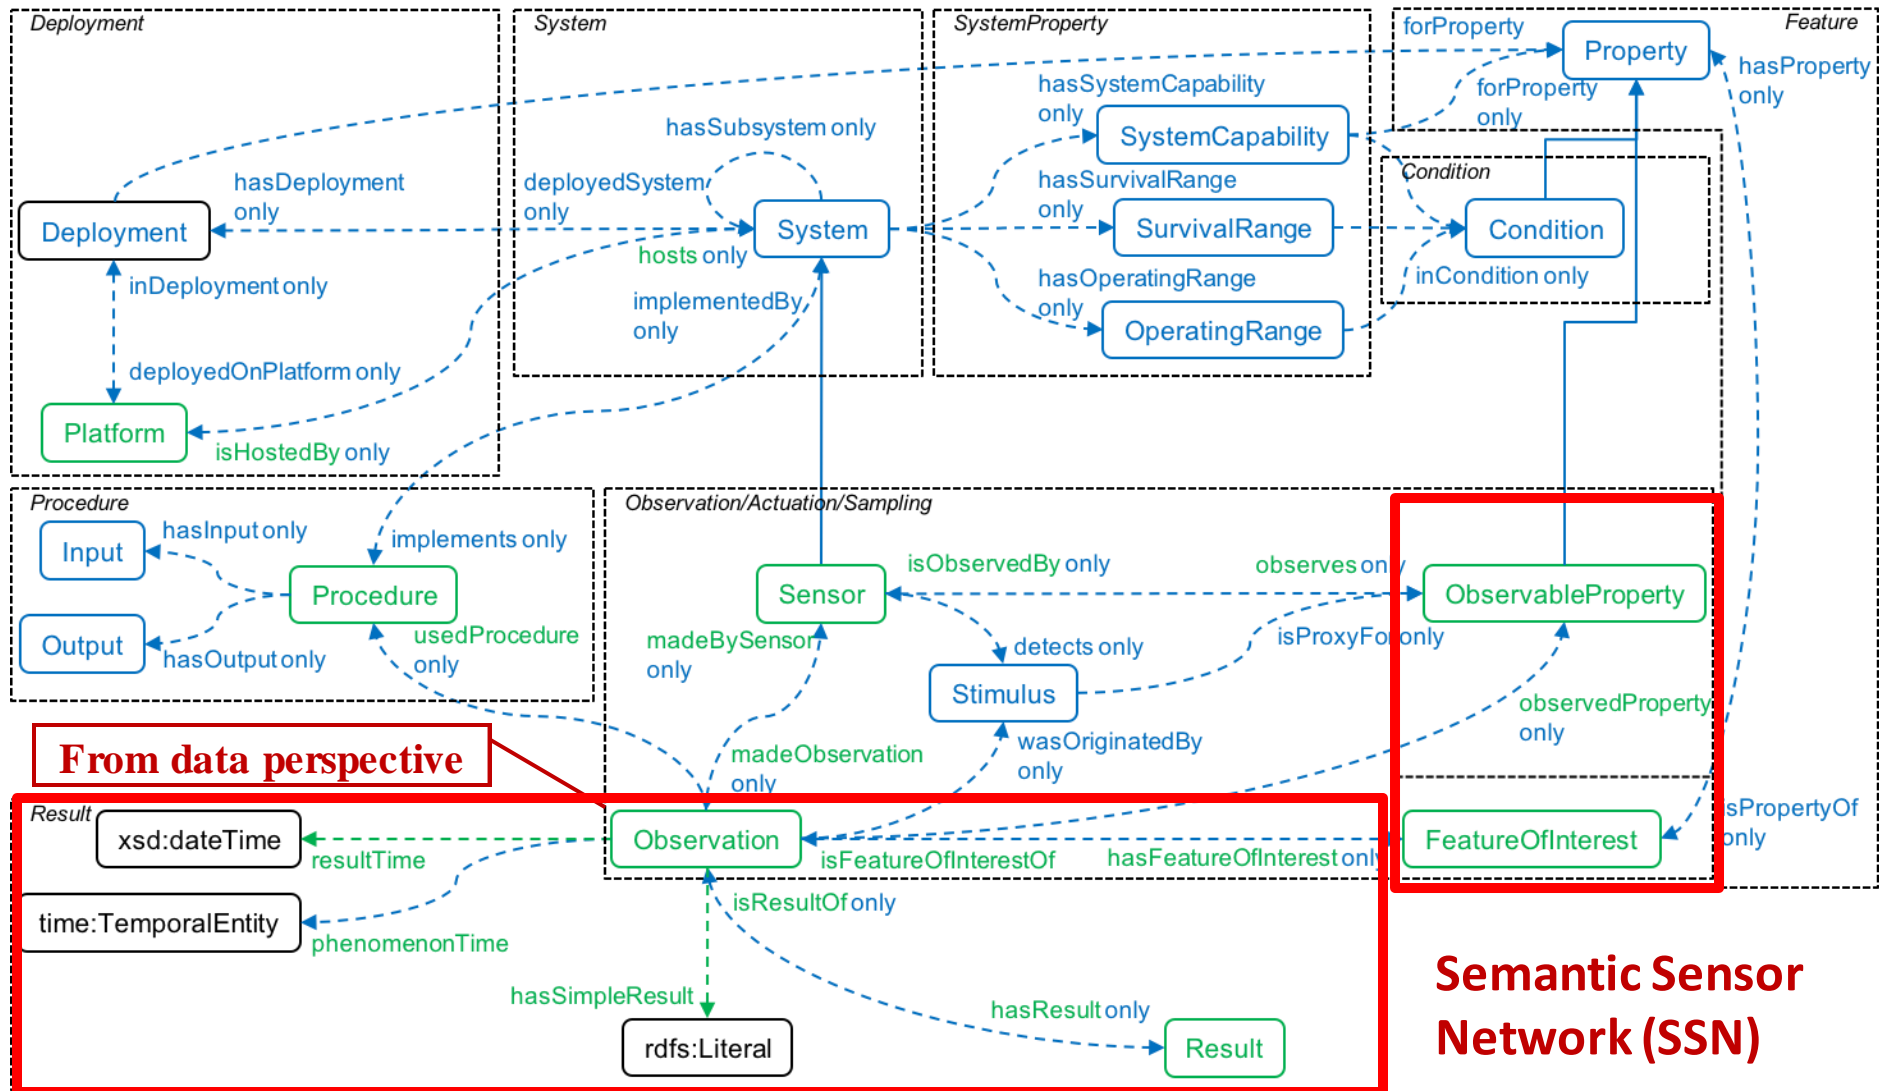 Deployment
System
SystemProperty
Feature
forProperty
Property
hasProperty
only
hasSystemCapability
only
forProperty
only
SystemCapability
hasSubsystem only
Condition
hasDeployment
only
deployedSystem
only
hasSurvivalRange
only
Deployment
System
SurvivalRange
Condition
hosts only
inDeployment only
implementedBy
only
hasOperatingRange
only
inCondition only
OperatingRange
deployedOnPlatform only
Platform
isHostedBy only
Procedure
Observation/Actuation/Sampling
hasInput only
Input
implements only
isObservedBy only
observes only
Procedure
Sensor
ObservableProperty
Output
hasOutput only
usedProcedure
only
madeBySensor
only
detects only
isProxyFor only
Stimulus
observedProperty
only
From data perspective
madeObservation
only
wasOriginatedBy
only
Result
xsd:dateTime
resultTime
Observation
isFeatureOfInterestOf
hasFeatureOfInterest only
FeatureOfInterest
isPropertyOf
only
time:TemporalEntity
phenomenonTime
isResultOf only
hasSimpleResult
hasResult only
rdfs:Literal
Result
Semantic Sensor
Network (SSN)